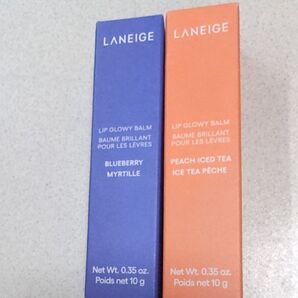 LANEIGE
LIP GLOWY BALM
BAUME BRILLANT
POUR LES LÈVRES
BLUEBERRY
MYRTILLE
Net Wt. 0.35 oz.
Poids net 10 g
LANEIGE
LIP GLOWY BALM
BAUME BRILLANT
POUR LES LÈVRES
PEACH ICED TEA
ICE TEA PÊCHE
Net Wt. 0.35 oz.
Poids net 10 g